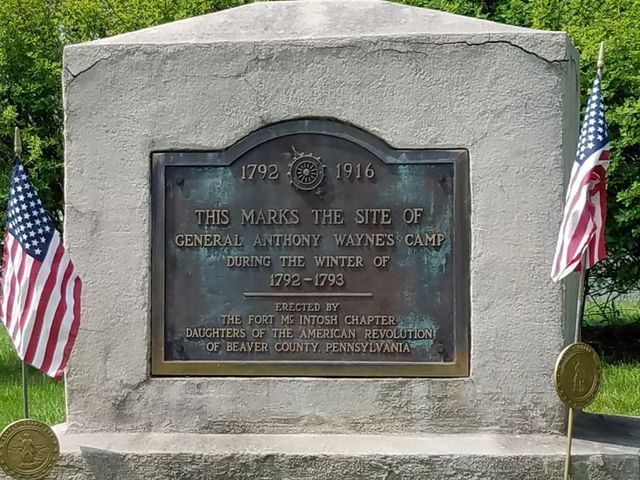 1792 1916
THIS MARKS THE SITE OF
GENERAL ANTHONY WAYNE'S CAMP
DURING THE WINTER OF
1792-1793
ERECTED BY
THE FORT Mc INTOSH CHAPTER
DAUGHTERS OF THE AMERICAN REVOLUTION
OF BEAVER COUNTY, PENNSYLVANIA